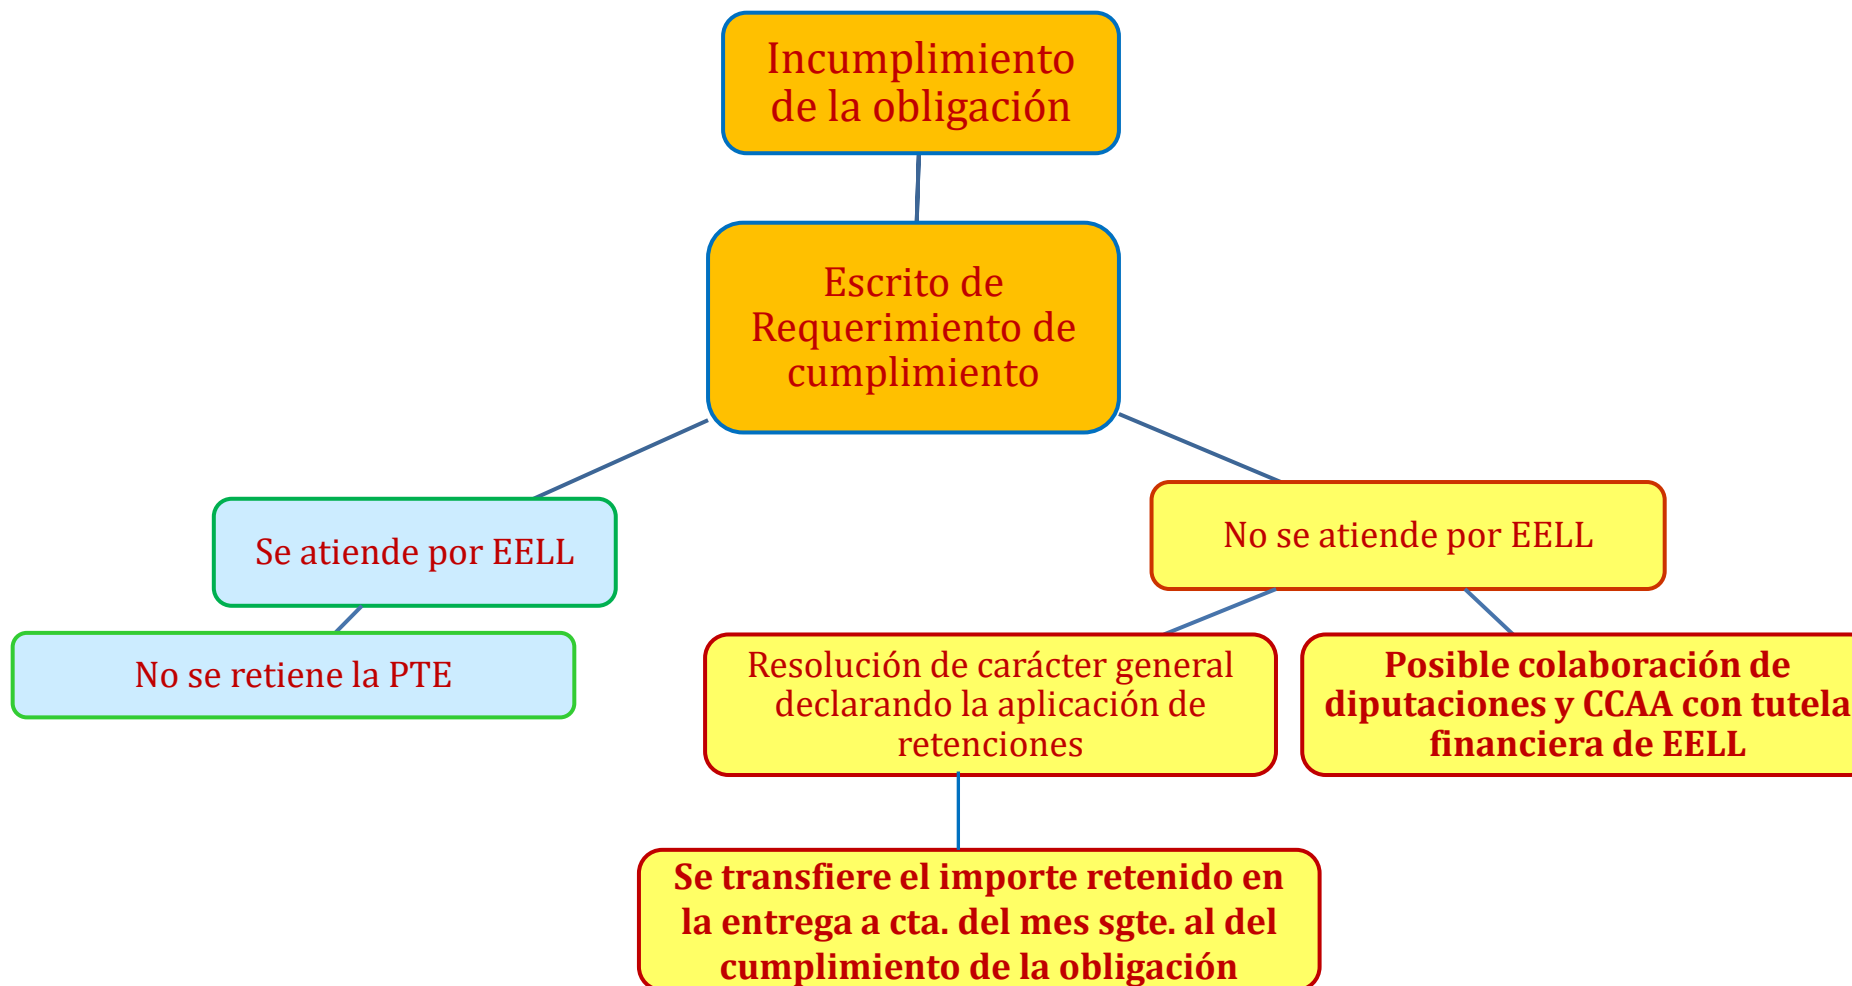 Incumplimiento
de la obligación
Escrito de
Requerimiento de
cumplimiento
Se atiende por EELL
No se atiende por EELL
No se retiene la PTE
Resolución de carácter general
declarando la aplicación de
retenciones
Posible colaboración de
diputaciones y CCAA con tutela
financiera de EELL
Se transfiere el importe retenido en
la entrega a cta. del mes sgte. al del
cumplimiento de la obligación